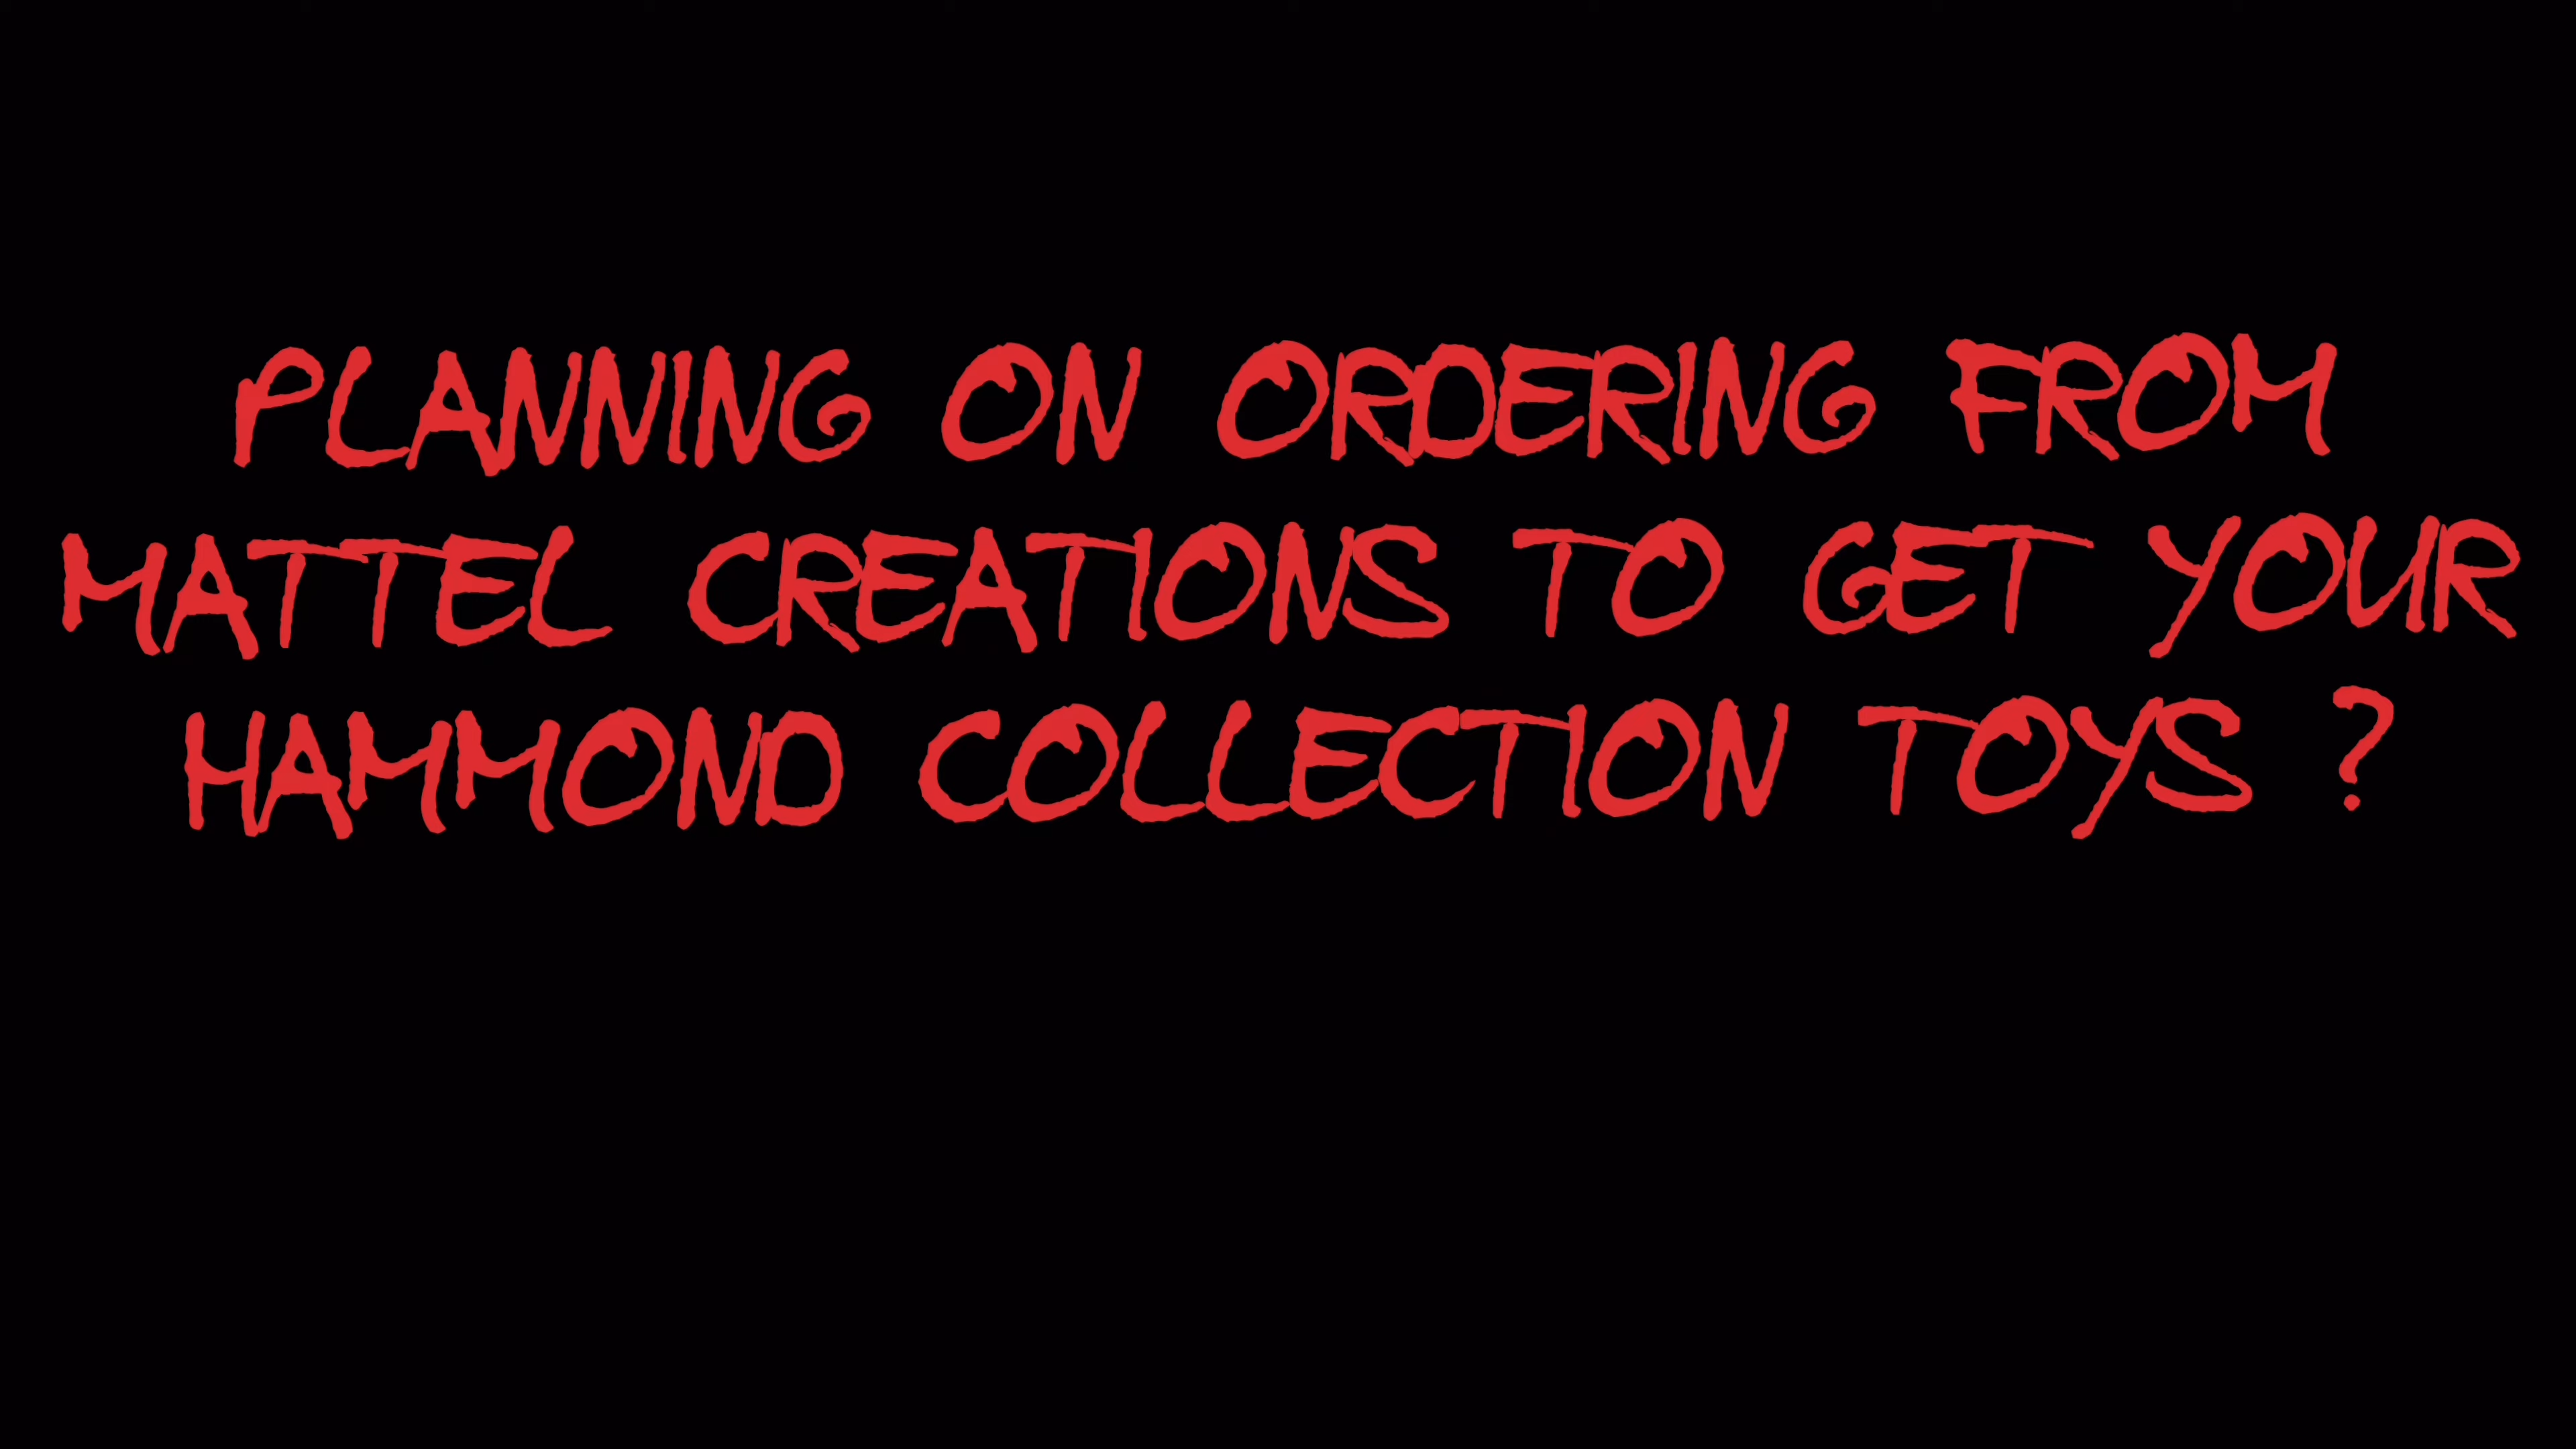 PLANNING ON ORDERING FROM
MATTEL CREATIONS TO GET YOUR
HAMMOND COLLECTION TOYS ?